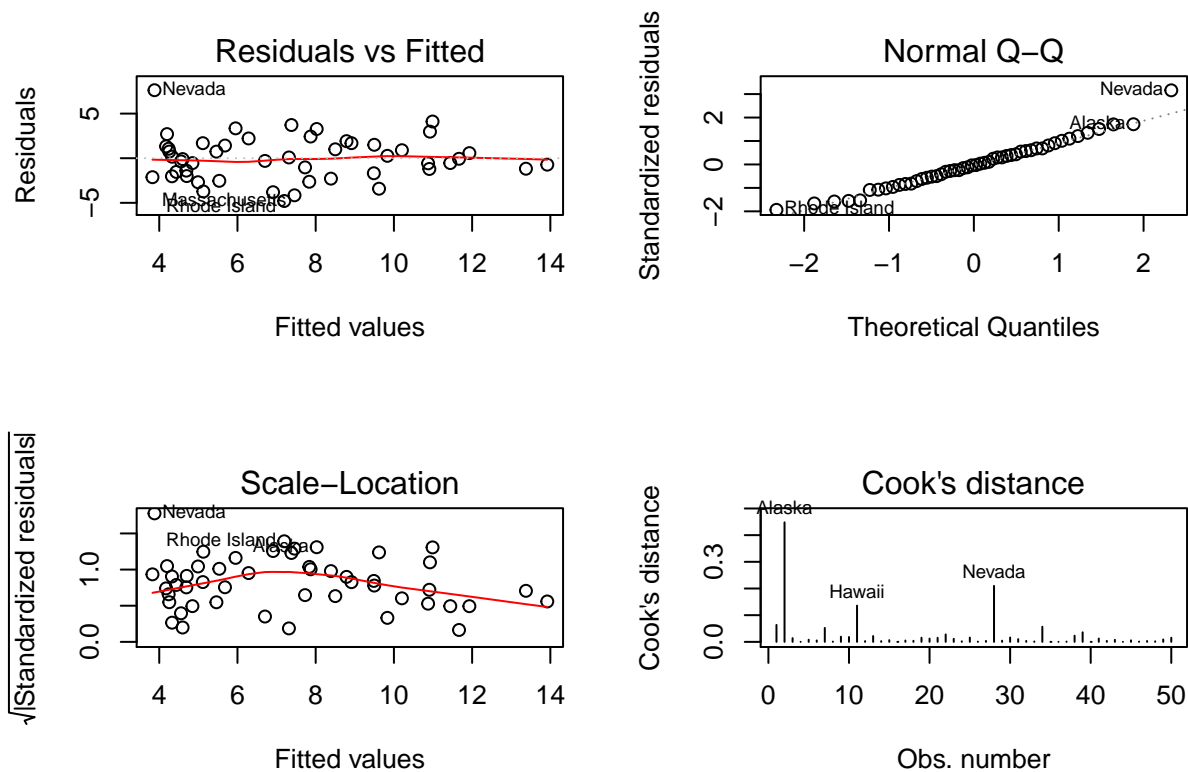 Residuals vs Fitted
Residuals
5
−5
Nevada
Massachusetts
Rhode Island
4 6 8 10 12 14
Fitted values
Normal Q−Q
Standardized residuals
2
0
−2
Nevada
Alaska
Rhode Island
−2 −1 0 1 2
Theoretical Quantiles
Scale−Location
√|Standardized residuals|
1.0
0.0
Nevada
Rhode Island
Alaska
4 6 8 10 12 14
Fitted values
Cook's distance
Cook's distance
0.3
0.0
Alaska
Hawaii
Nevada
0 10 20 30 40 50
Obs. number